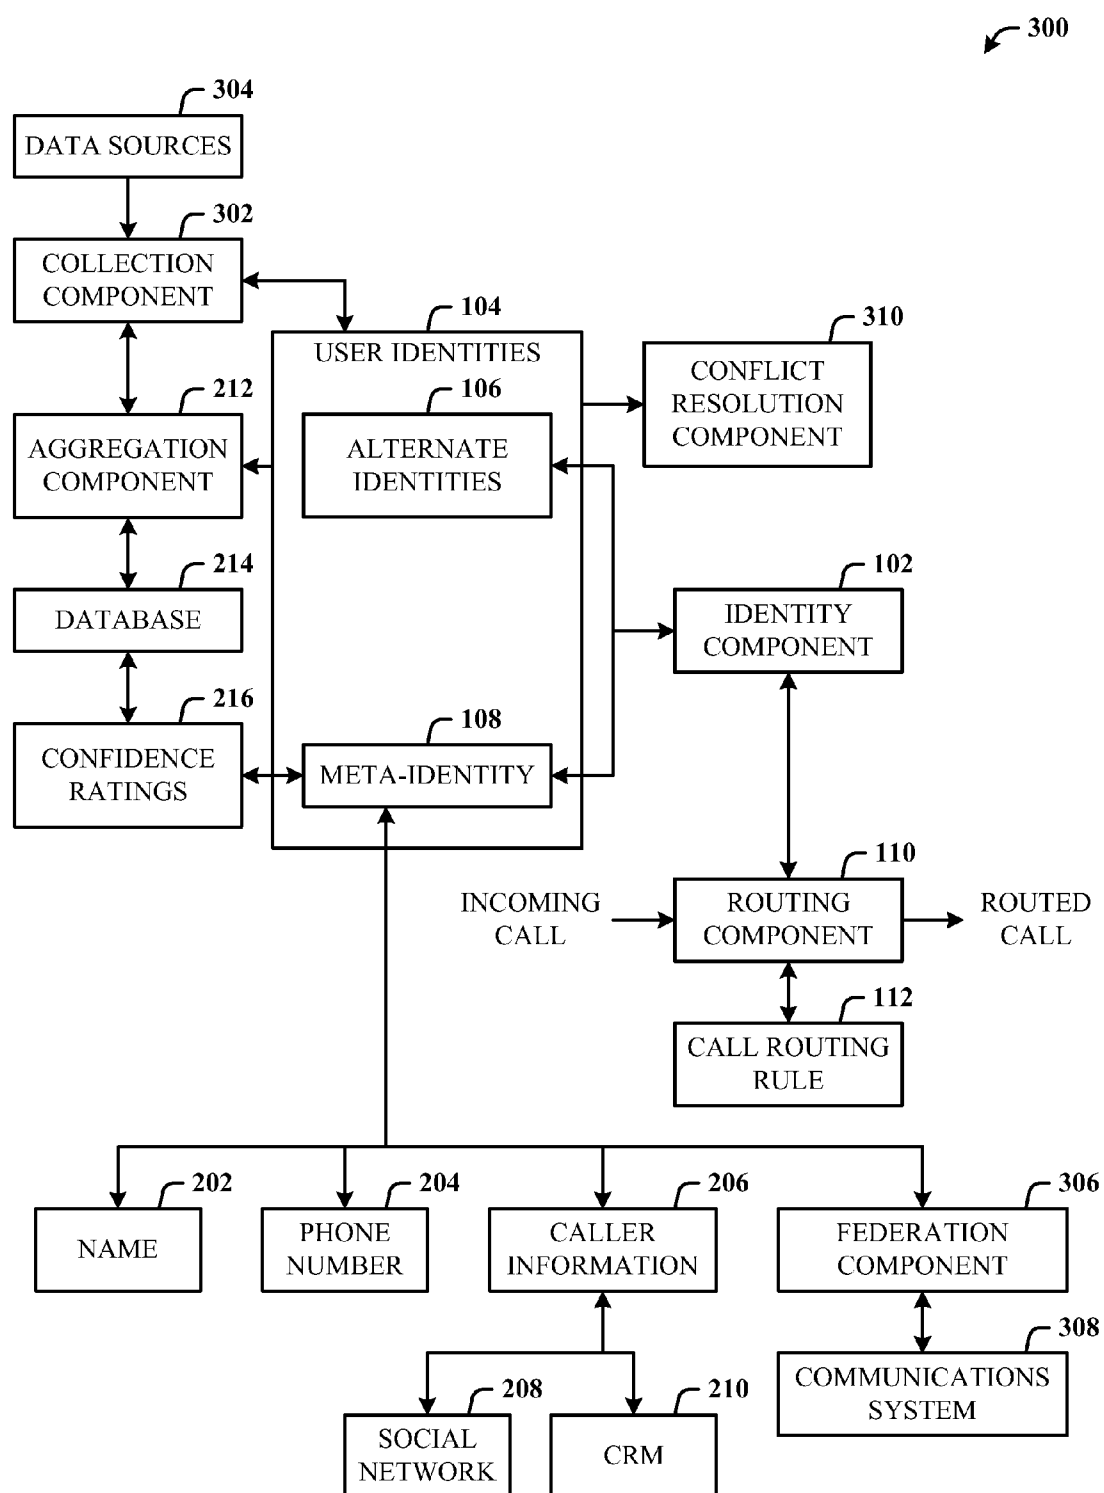 300
304
DATA SOURCES
302
COLLECTION
COMPONENT
104
USER IDENTITIES
310
CONFLICT
RESOLUTION
COMPONENT
106
ALTERNATE
IDENTITIES
212
AGGREGATION
COMPONENT
214
DATABASE
102
IDENTITY
COMPONENT
216
CONFIDENCE
RATINGS
108
META-IDENTITY
110
INCOMING
CALL
ROUTING
COMPONENT
ROUTED
CALL
112
CALL ROUTING
RULE
202
NAME
204
PHONE
NUMBER
206
CALLER
INFORMATION
306
FEDERATION
COMPONENT
308
COMMUNICATIONS
SYSTEM
208
SOCIAL
NETWORK
210
CRM